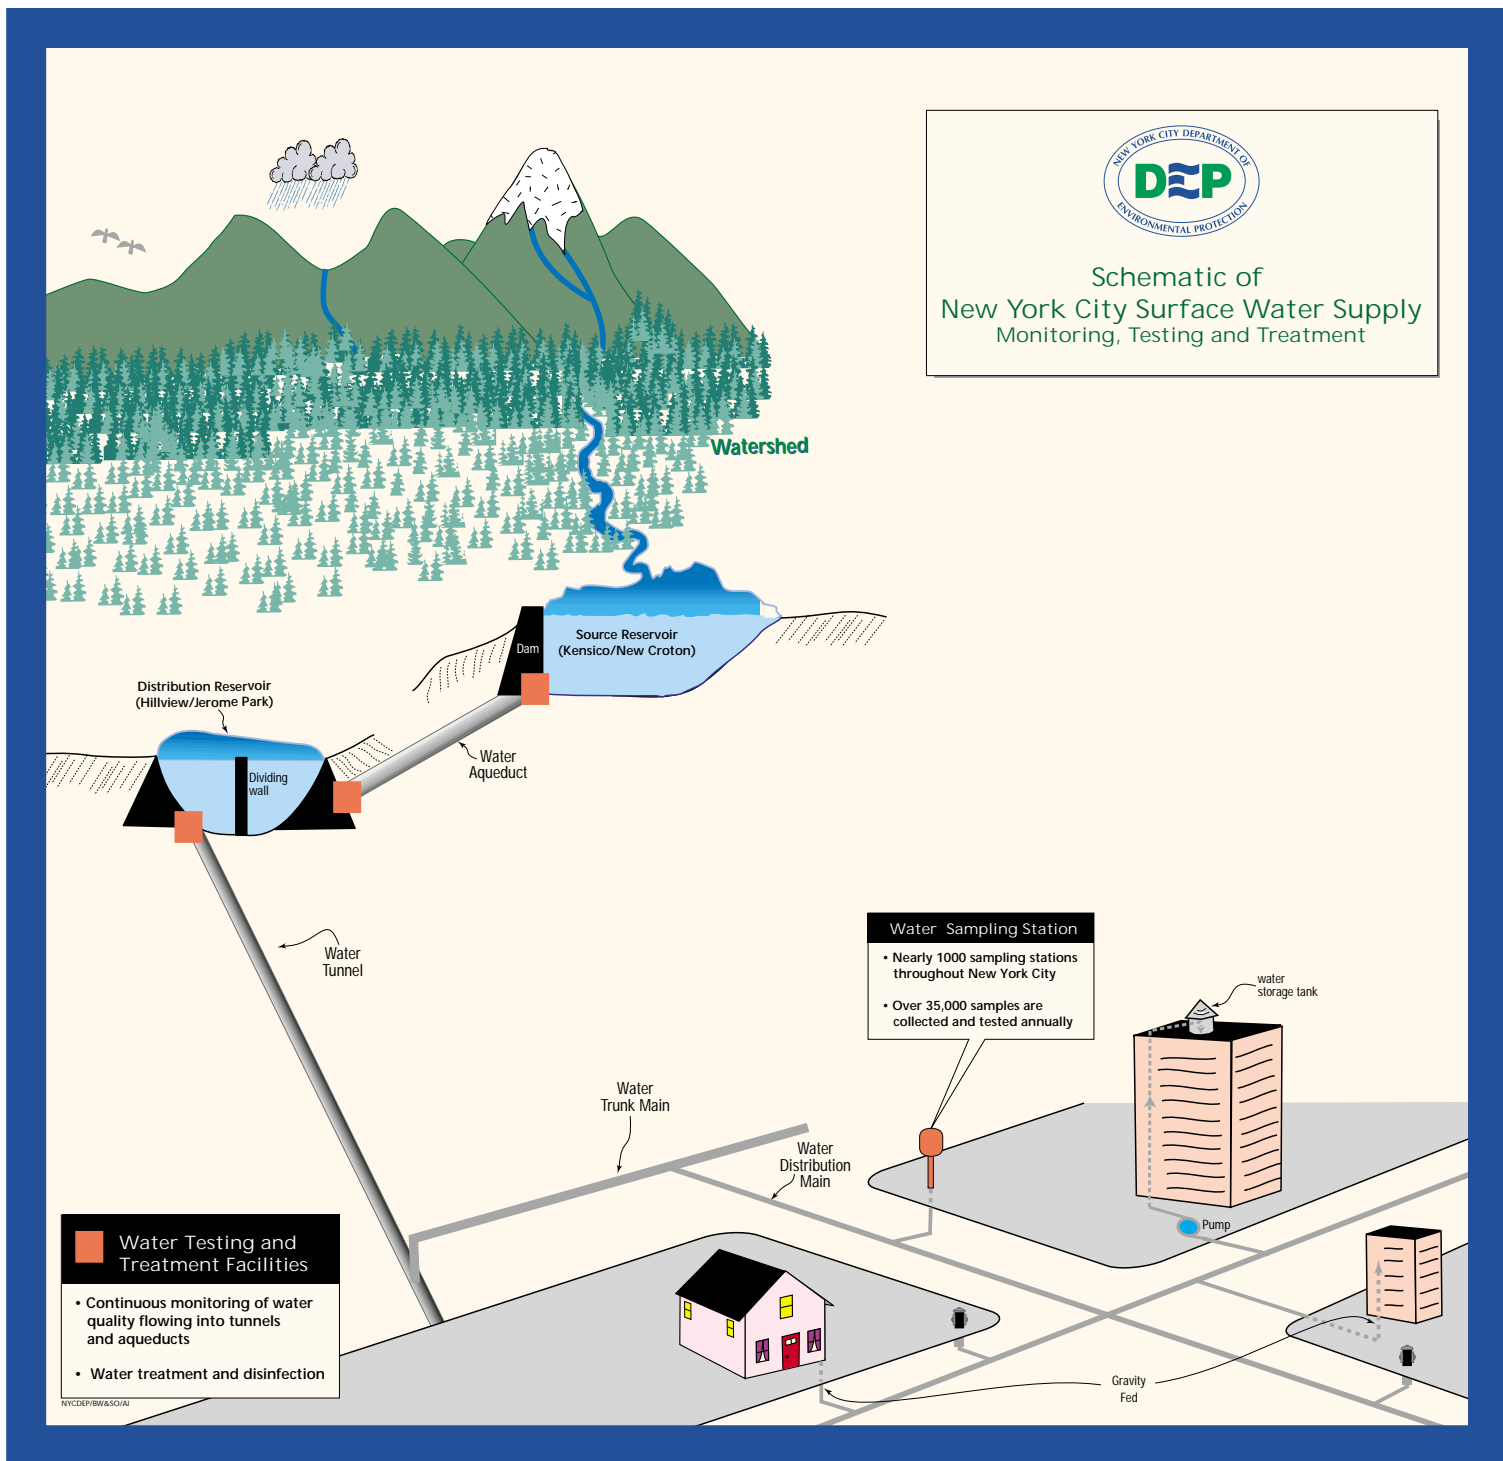 NEW YORK CITY DEPARTMENT OF
DEP
ENVIRONMENTAL PROTECTION
Schematic of
New York City Surface Water Supply
Monitoring, Testing and Treatment
Watershed
Source Reservoir
(Kensico/New Croton)
Dam
Distribution Reservoir
(Hillview/Jerome Park)
Water
Aqueduct
Dividing
wall
Water
Tunnel
Water Sampling Station
• Nearly 1000 sampling stations
throughout New York City
• Over 35,000 samples are
collected and tested annually
water
storage tank
Water
Trunk Main
Water
Distribution
Main
Pump
Water Testing and
Treatment Facilities
• Continuous monitoring of water
quality flowing into tunnels
and aqueducts
• Water treatment and disinfection
Gravity
Fed
NYCDEP/BW&SO/AI